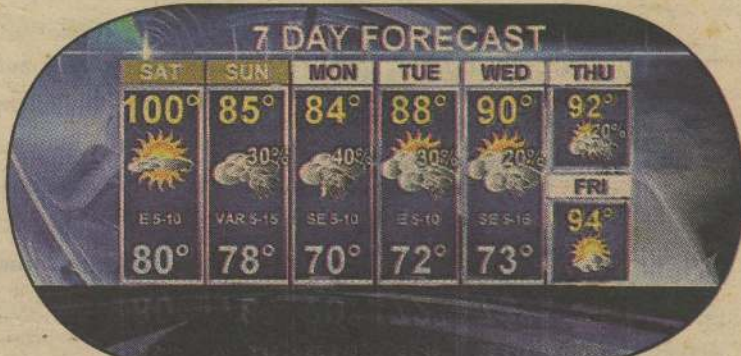 7 DAY FORECAST
SAT SUN MON TUE WED THU
100° 85° 84° 88° 90° 92°
30% 40% 30% 20% 20%
FRI
E 5-10 VAR 5-15 SE 5-10 E 5-10 SE 5-15
94°
80° 78° 70° 72° 73°